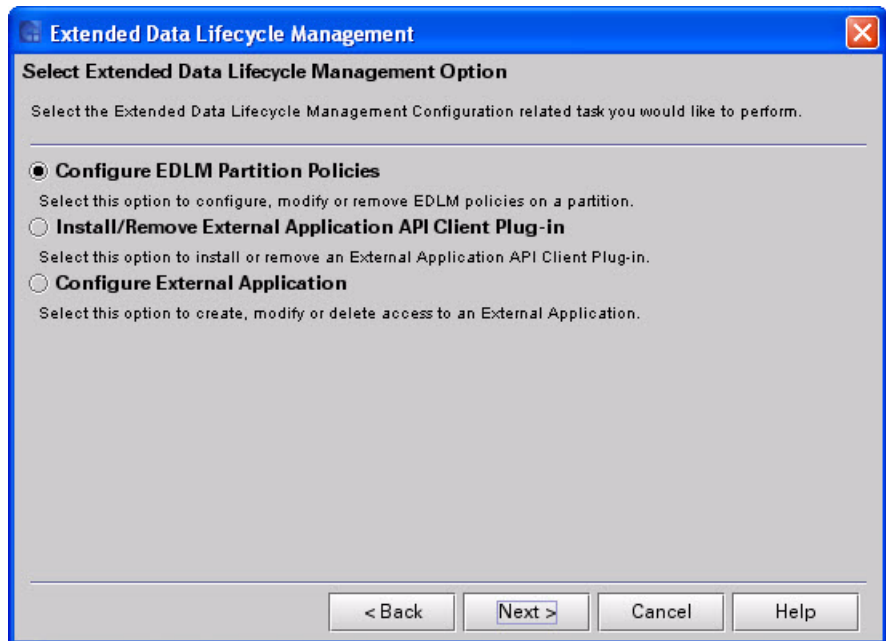 Extended Data Lifecycle Management
Select Extended Data Lifecycle Management Option
Select the Extended Data Lifecycle Management Configuration related task you would like to perform.
Configure EDLM Partition Policies
Select this option to configure, modify or remove EDLM policies on a partition.
Install/Remove External Application API Client Plug-in
Select this option to install or remove an External Application API Client Plug-in.
Configure External Application
Select this option to create, modify or delete access to an External Application.
< Back Next > Cancel Help